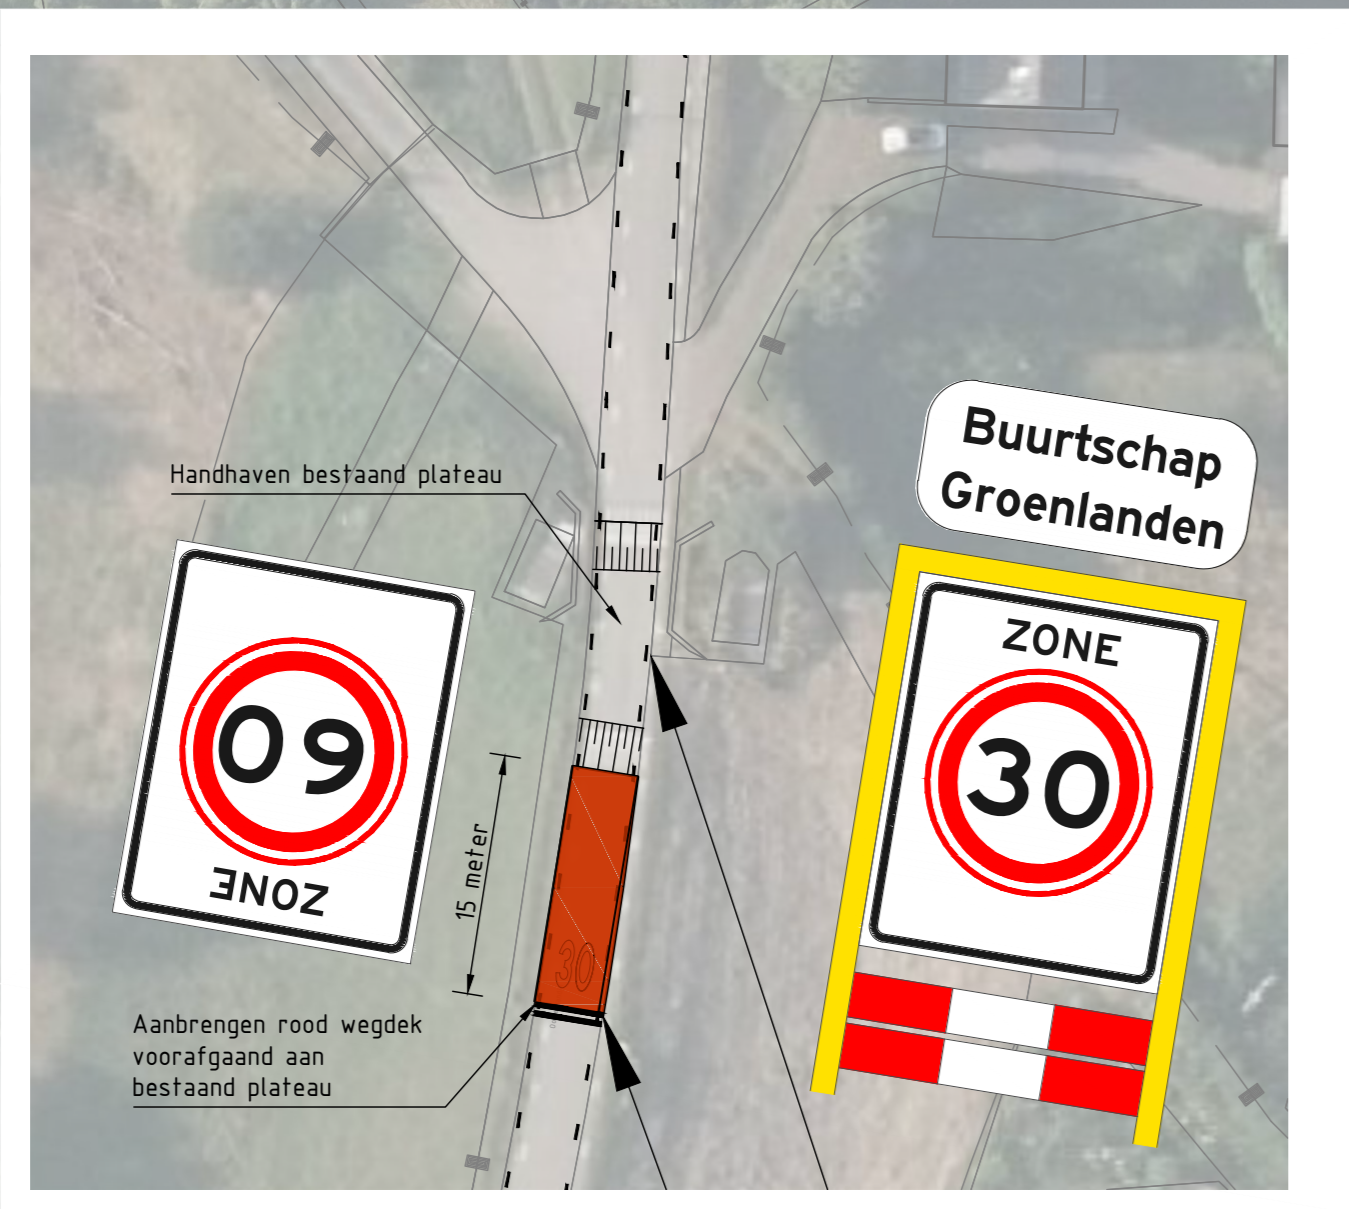 Handhaven bestaand plateau
ZONE
60
Buurtschap
Groenlanden
ZONE
30
15 meter
30
Aanbrengen rood wegdek
voorafgaand aan
bestaand plateau